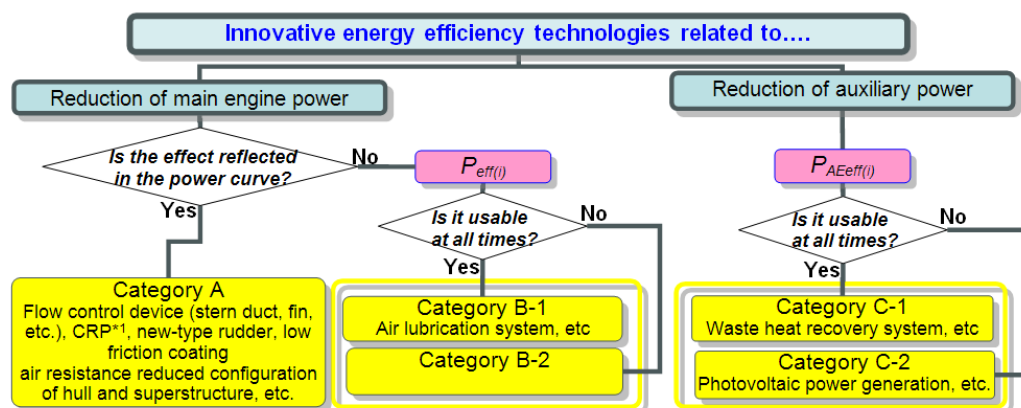 Innovative energy efficiency technologies related to….
Reduction of main engine power
Reduction of auxiliary power
Is the effect reflected
in the power curve?
No
Yes
P eff(i)
Is it usable
at all times?
No
Yes
P AEeff(i)
Is it usable
at all times?
No
Yes
Category A
Flow control device (stern duct, fin,
etc.), CRP*1, new-type rudder, low
friction coating
air resistance reduced configuration
of hull and superstructure, etc.
Category B-1
Air lubrication system, etc
Category B-2
Category C-1
Waste heat recovery system, etc
Category C-2
Photovoltaic power generation, etc.